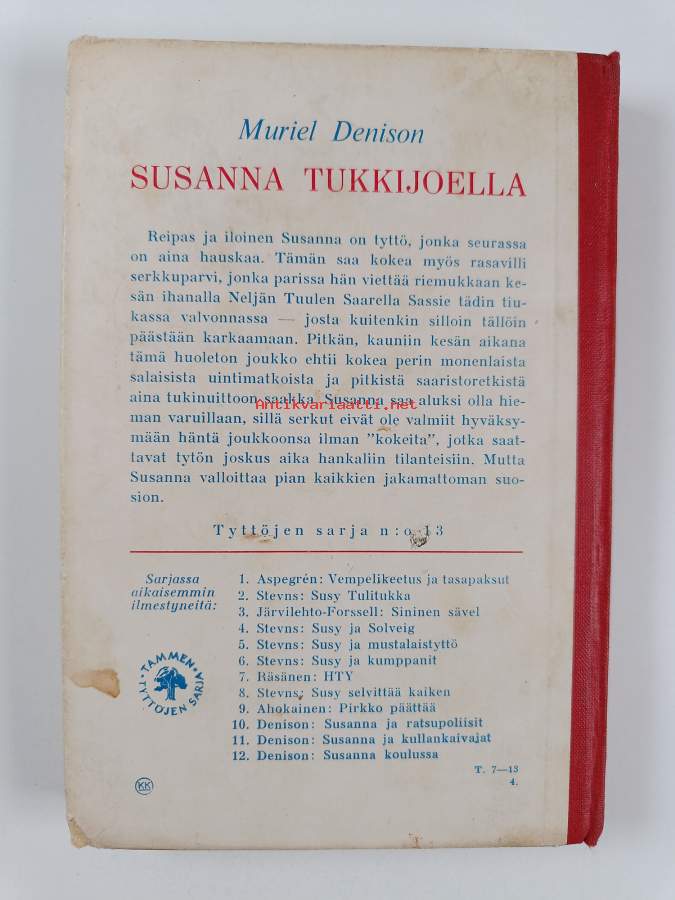 Muriel Denison
SUSANNA TUKKIJOELLA
Reipas ja iloinen Susanna on tyttö, jonka seurassa
on aina hauskaa. Tämän saa kokea myös rasavilli
serkkuparvi, jonka parissa hän viettää riemukkaan ke-
sän ihanalla Neljän Tuulen Saarella Sassie tädin tiu-
kassa valvonnassa — josta kuitenkin silloin tällöin
päästään karkaamaan. Pitkän, kauniin kesän aikana
tämä huoleton joukko ehtii kokea perin monenlaista
salaisista uintimatkoista ja pitkistä saaristoretkistä
aina tukinuittoon saakka. Susanna saa aluksi olla hie-
Antikvariaatti.net
man varuillaan, sillä serkut eivät ole valmiit hyväksy-
mään häntä joukkoonsa ilman "kokeita", jotka saat-
tavat tytön joskus aika hankaliin tilanteisiin. Mutta
Susanna valloittaa pian kaikkien jakamattoman suo-
sion.
Tyttöjen sarja n:o 13
Sarjassa
aikaisemmin
ilmestyneitä:
1. Aspegrén: Vempelikeetus ja tasapaksut
2. Stevns: Susy Tulitukka
3. Järvilehto-Forssell: Sininen sävel
4. Stevns: Susy ja Solveig
5. Stevns: Susy ja mustalaistyttö
6. Stevns: Susy ja kumppanit
7. Räsänen: HTY
8. Stevns: Susy selvittää kaiken
9. Ahokainen: Pirkko päättää
10. Denison: Susanna ja ratsupoliisit
11. Denison: Susanna ja kullankaivajat
12. Denison: Susanna koulussa
TAMMEN
TYTTÖJEN SARJA
T. 7—13
4.
KK